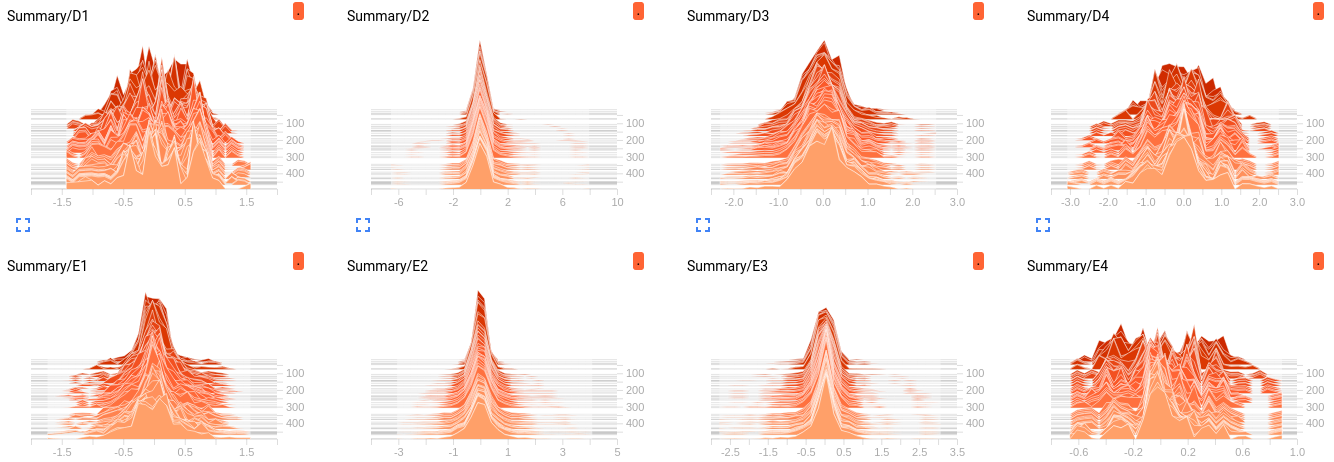 Summary/D1 . Summary/D2 . Summary/D3 . Summary/D4 .
100 100 100 100
200 200 200 200
300 300 300 300
400 400 400 400
-1.5 -0.5 0.5 1.5 -6 -2 2 6 10 -2.0 -1.0 0.0 1.0 2.0 3.0 -3.0 -2.0 -1.0 0.0 1.0 2.0 3.0
Summary/E1 . Summary/E2 . Summary/E3 . Summary/E4 .
100 100 100 100
200 200 200 200
300 300 300 300
400 400 400 400
-1.5 -0.5 0.5 1.5 -3 -1 1 3 5 -2.5 -1.5 -0.5 0.5 1.5 2.5 3.5 -0.6 -0.2 0.2 0.6 1.0